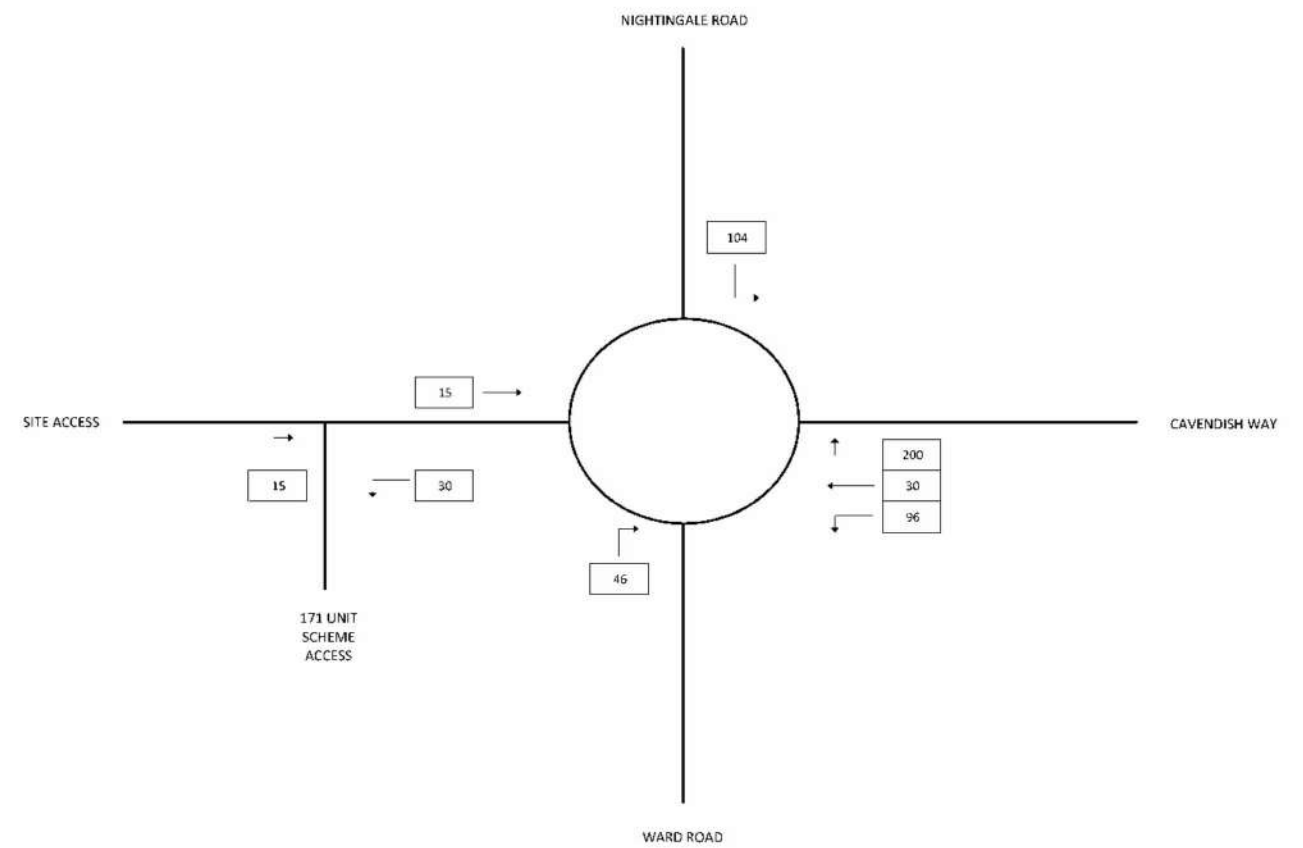 NIGHTINGALE ROAD
104
15
SITE ACCESS
CAVENDISH WAY
200
15
30
30
96
46
171 UNIT
SCHEME
ACCESS
WARD ROAD